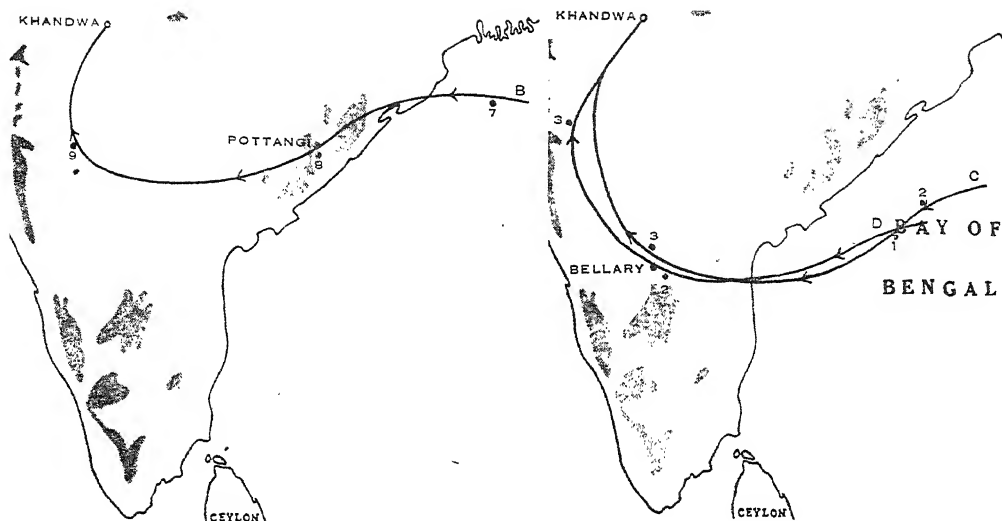 KHANDWA
B
7
POTTANGI
8
9
CEYLON
KHANDWA
3
C
2
D
BAY OF
1
3
BELLARY
2
BENGAL
CEYLON